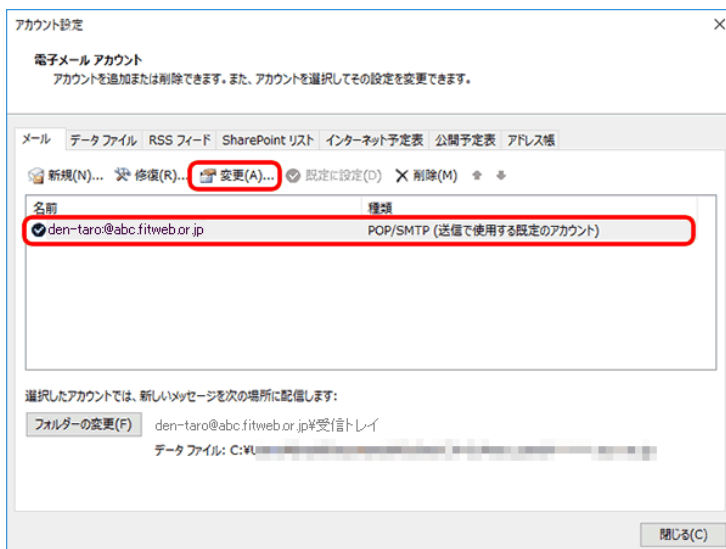 アカウント設定
電子メール アカウント
アカウントを追加または削除できます。また、アカウントを選択してその設定を変更できます。
メール データ ファイル RSS フィード SharePoint リスト インターネット予定表 公開予定表 アドレス帳
新規(N)... 修復(R)... 変更(A)... 既定に設定(D) 削除(M)
名前 種類
den-taro@abc.fitweb.or.jp POP/SMTP (送信で使用する既定のアカウント)
選択したアカウントでは、新しいメッセージを次の場所に配信します:
フォルダーの変更(F) den-taro@abc.fitweb.or.jp¥受信トレイ
データ ファイル: C:¥U
閉じる(C)